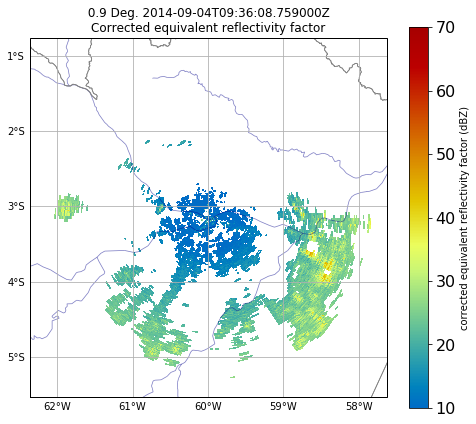 0.9 Deg. 2014-09-04T09:36:08.759000Z
Corrected equivalent reflectivity factor
1°S
2°S
3°S
4°S
5°S
62°W
61°W
60°W
59°W
58°W
70
60
50
40
30
20
10
corrected equivalent reflectivity factor (dBZ)